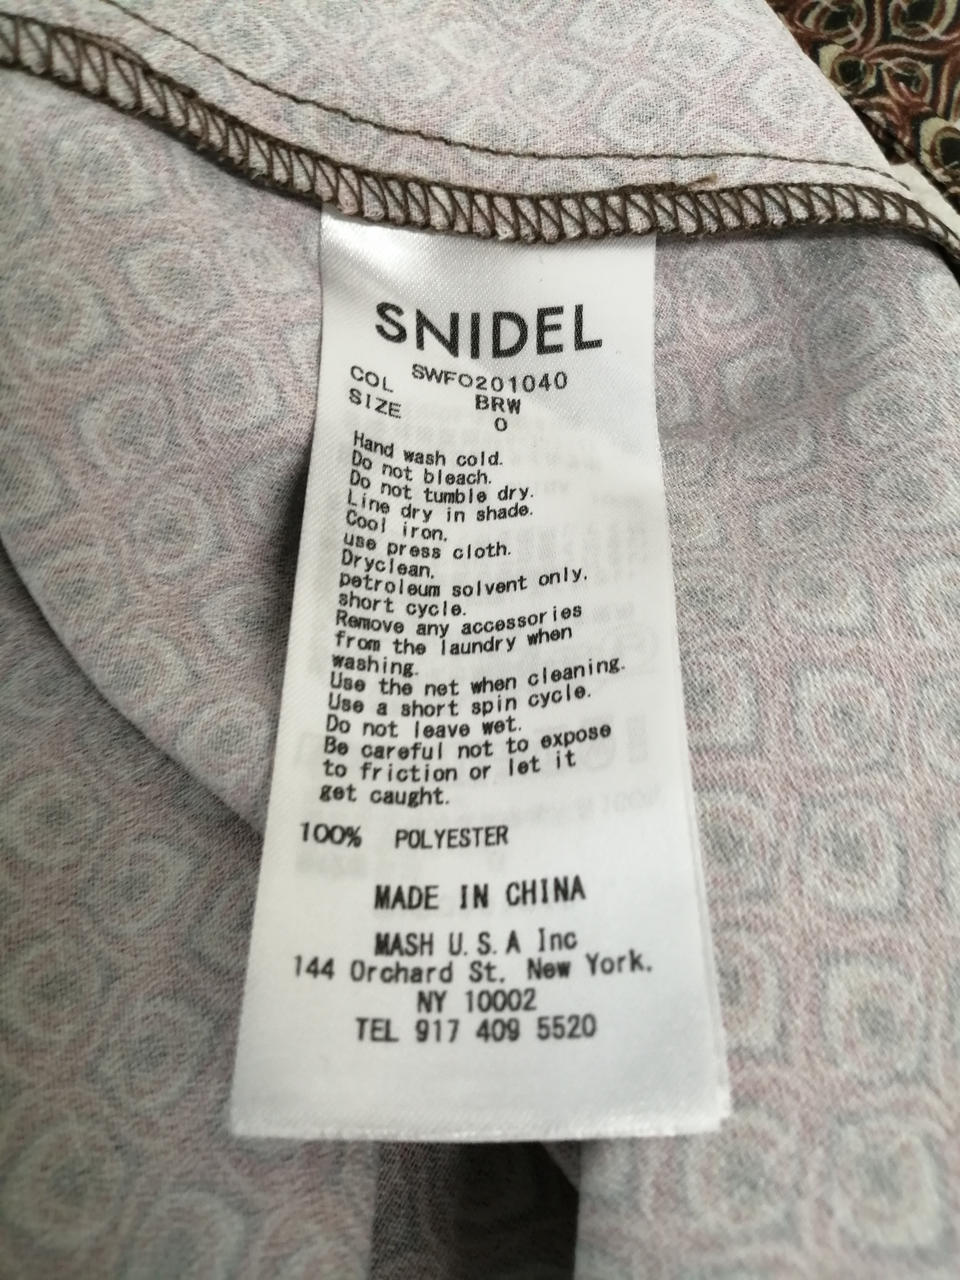 SNIDEL
SWFO201040
COL BRW
SIZE 0
Hand wash cold.
Do not bleach.
Do not tumble dry.
Line dry in shade.
Cool iron.
use press cloth.
Dryclean.
petroleum solvent only.
short cycle.
Remove any accessories
from the laundry when
washing.
Use the net when cleaning.
Use a short spin cycle.
Do not leave wet.
Be careful not to expose
to friction or let it
get caught.
100% POLYESTER
MADE IN CHINA
MASH U.S.A Inc
144 Orchard St. New York.
NY 10002
TEL 917 409 5520